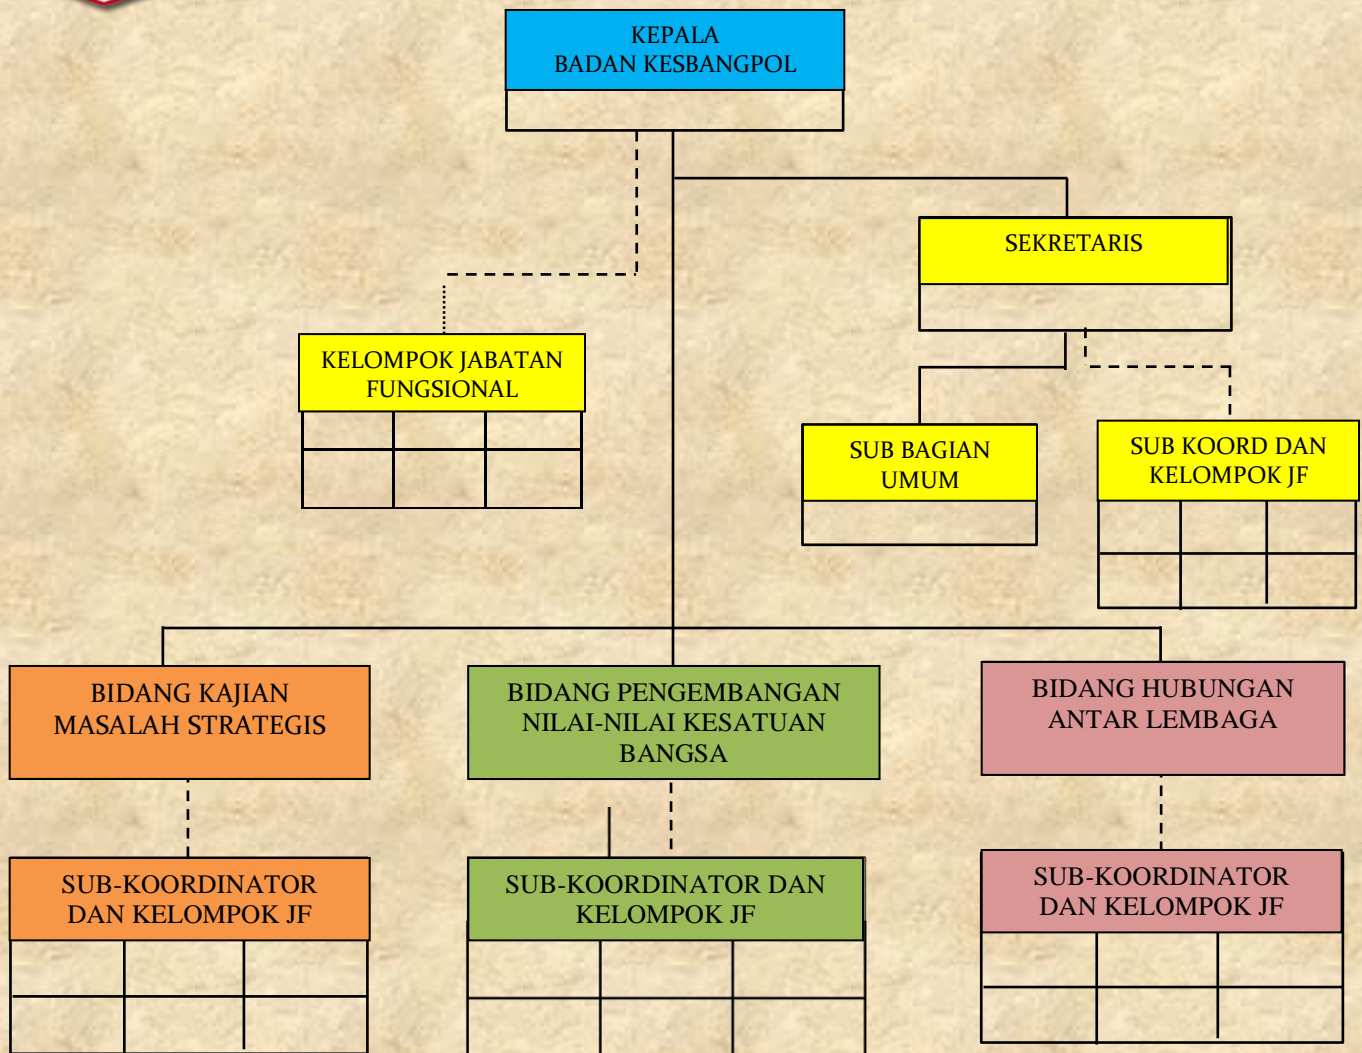 KEPALA
BADAN KESBANGPOL
SEKRETARIS
KELOMPOK JABATAN
FUNGSIONAL
SUB BAGIAN
UMUM
SUB KOORD DAN
KELOMPOK JF
BIDANG KAJIAN
MASALAH STRATEGIS
BIDANG PENGEMBANGAN
NILAI-NILAI KESATUAN
BANGSA
BIDANG HUBUNGAN
ANTAR LEMBAGA
SUB-KOORDINATOR
DAN KELOMPOK JF
SUB-KOORDINATOR DAN
KELOMPOK JF
SUB-KOORDINATOR
DAN KELOMPOK JF